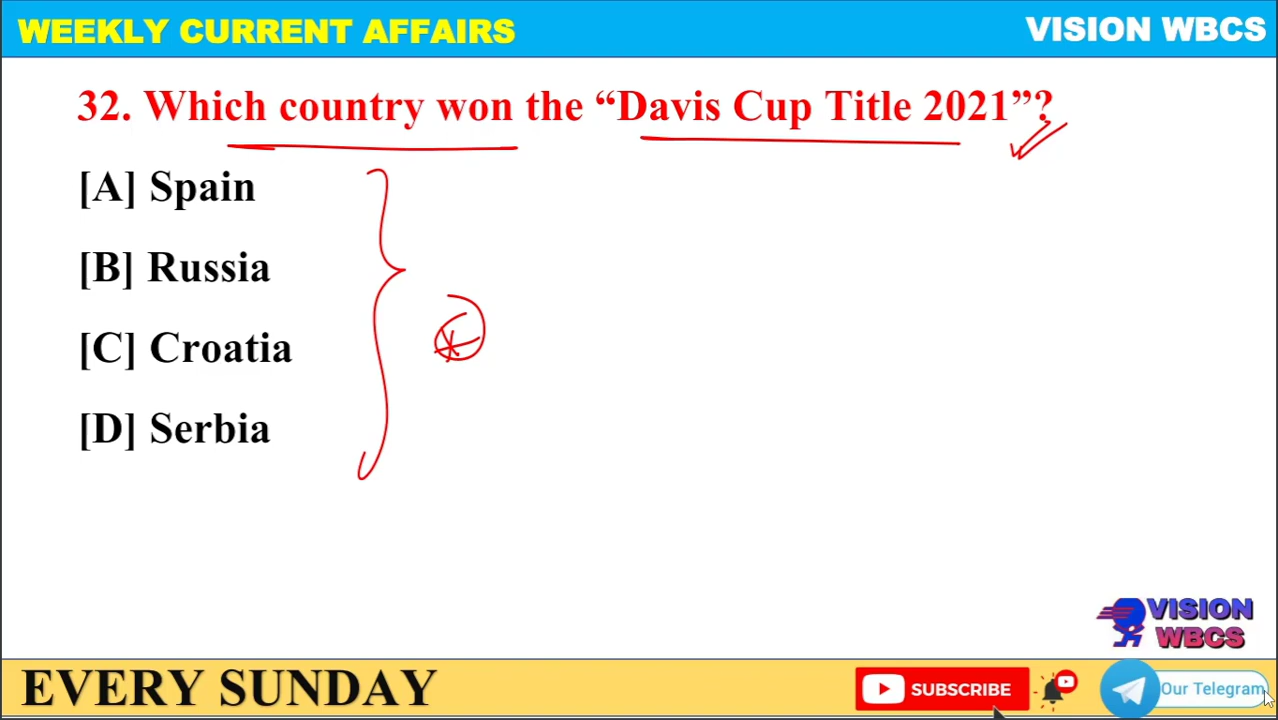 WEEKLY CURRENT AFFAIRS
VISION WBCS
32. Which country won the “Davis Cup Title 2021”?
[A] Spain
[B] Russia
[C] Croatia
[D] Serbia
VISION
WBCS
EVERY SUNDAY
SUBSCRIBE
Our Telegram